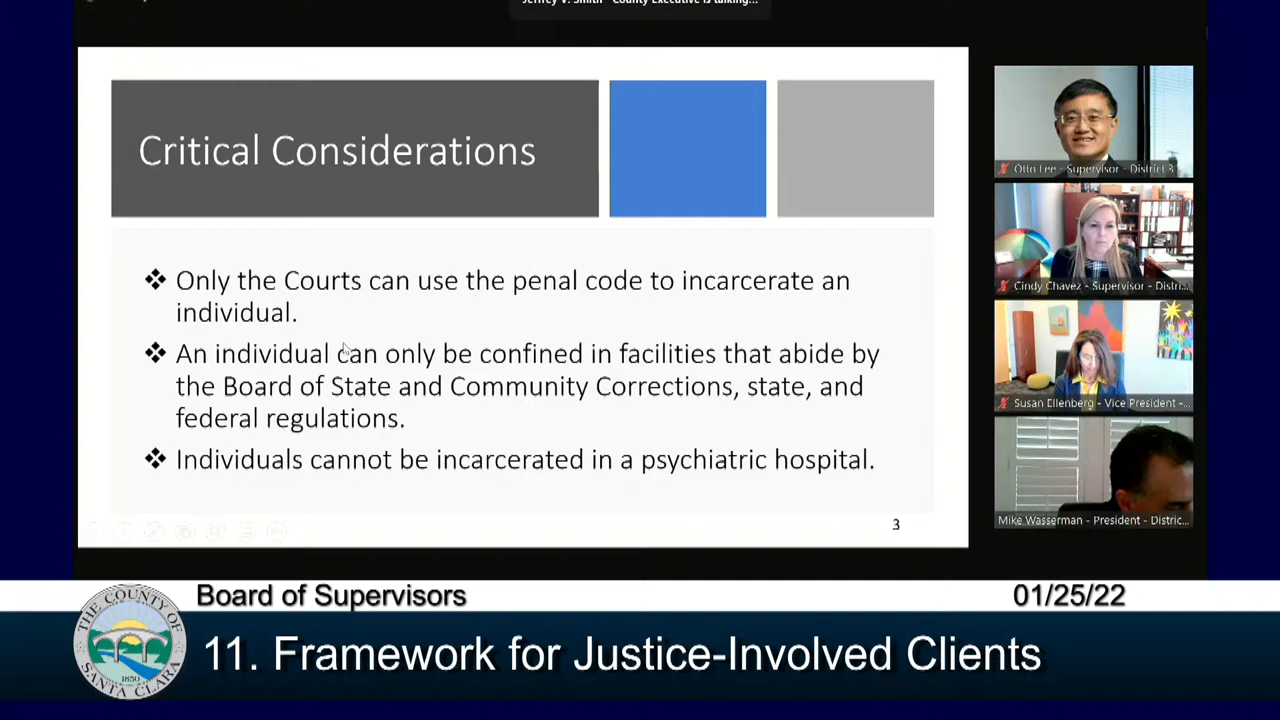 Jeffrey V. Smith - County Executive is talking...
Critical Considerations
Only the Courts can use the penal code to incarcerate an
individual.
An individual can only be confined in facilities that abide by
the Board of State and Community Corrections, state, and
federal regulations.
Individuals cannot be incarcerated in a psychiatric hospital.
3
Otto Lee - Supervisor - District 3
Cindy Chavez - Supervisor - Distri...
Susan Ellenberg - Vice President -...
Mike Wasserman - President - Distric...
Board of Supervisors
01/25/22
THE COUNTY OF
SANTA CLARA
1850
11. Framework for Justice-Involved Clients